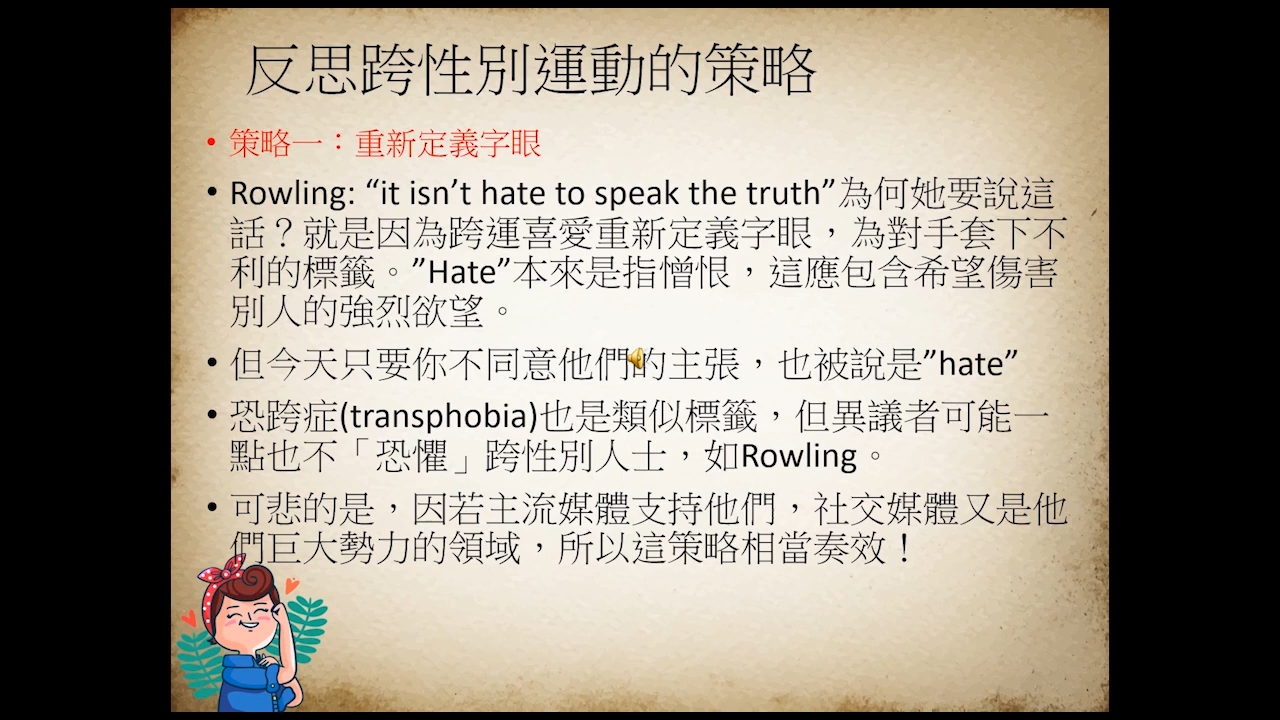 反思跨性別運動的策略
• 策略一：重新定義字眼
• Rowling: “it isn’t hate to speak the truth”為何她要說這
話？就是因為跨運喜愛重新定義字眼，為對手套下不
利的標籤。”Hate”本來是指憎恨，這應包含希望傷害
別人的強烈欲望。
• 但今天只要你不同意他們的主張，也被說是”hate”
• 恐跨症(transphobia)也是類似標籤，但異議者可能一
點也不「恐懼」跨性別人士，如Rowling。
• 可悲的是，因若主流媒體支持他們，社交媒體又是他
們巨大勢力的領域，所以這策略相當奏效！